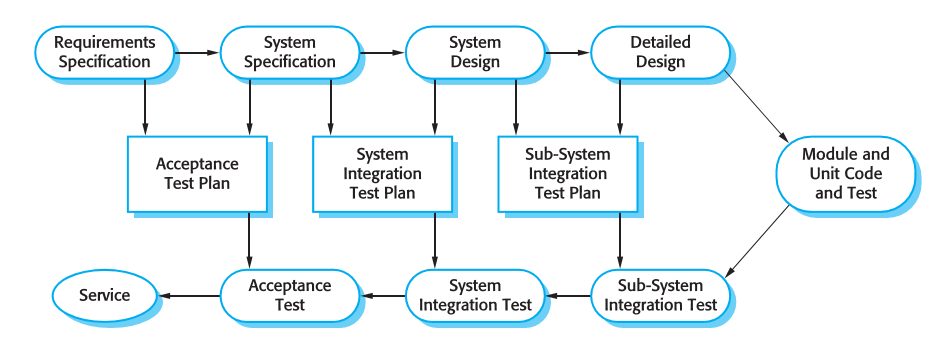 Requirements
Specification
System
Specification
System
Design
Detailed
Design
Acceptance
Test Plan
System
Integration
Test Plan
Sub-System
Integration
Test Plan
Module and
Unit Code
and Test
Service
Acceptance
Test
System
Integration Test
Sub-System
Integration Test